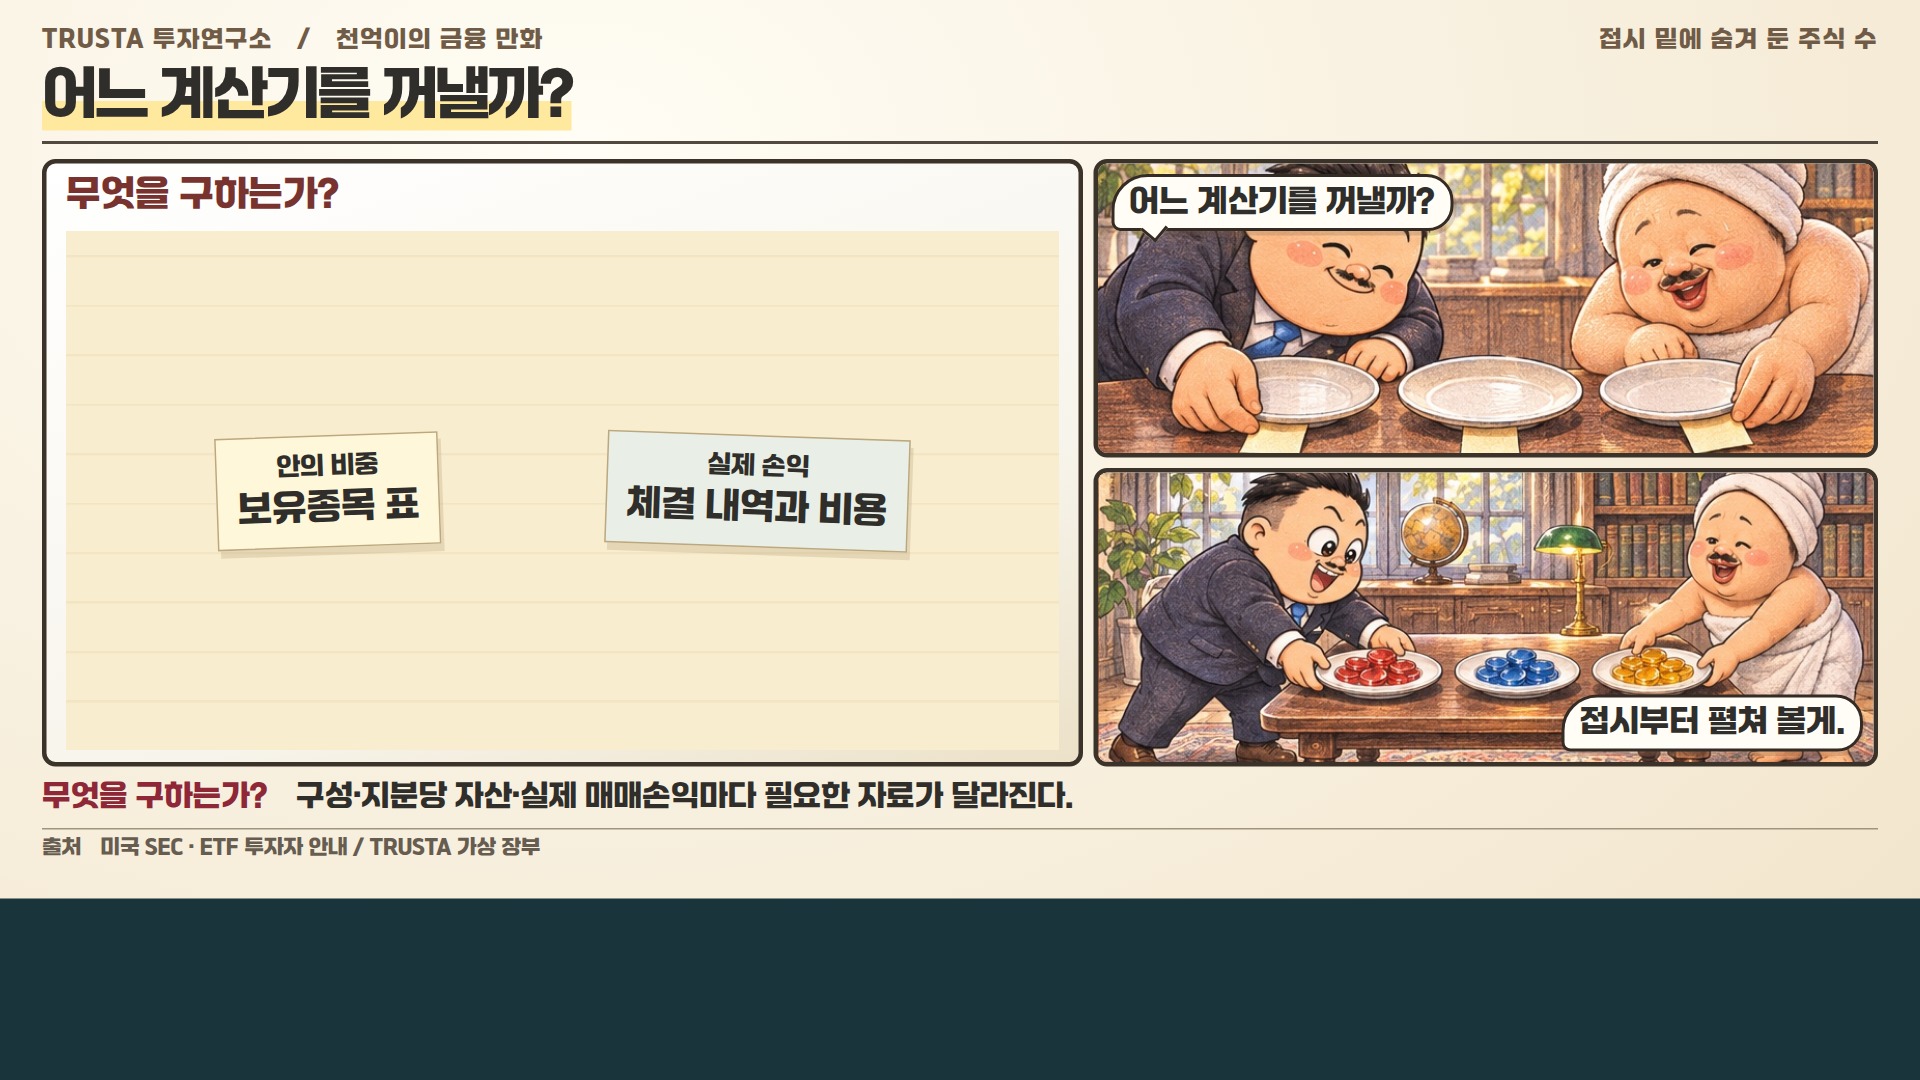 TRUSTA 투자연구소 / 천억이의 금융 만화
접시 밑에 숨겨 둔 주식 수
어느 계산기를 꺼낼까?
무엇을 구하는가?
안의 비중
보유종목 표
실제 손익
체결 내역과 비용
어느 계산기를 꺼낼까?
접시부터 펼쳐 볼게.
무엇을 구하는가? 구성·지분당 자산·실제 매매손익마다 필요한 자료가 달라진다.
출처 미국 SEC · ETF 투자자 안내 / TRUSTA 가상 장부